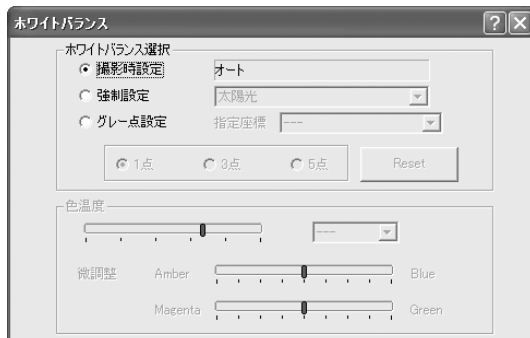 ホワイトバランス
ホワイトバランス選択
撮影時設定 オート
強制設定 太陽光
グレー点設定 指定座標 ---
1点 3点 5点 Reset
色温度
---
微調整 Amber Blue
Magenta Green